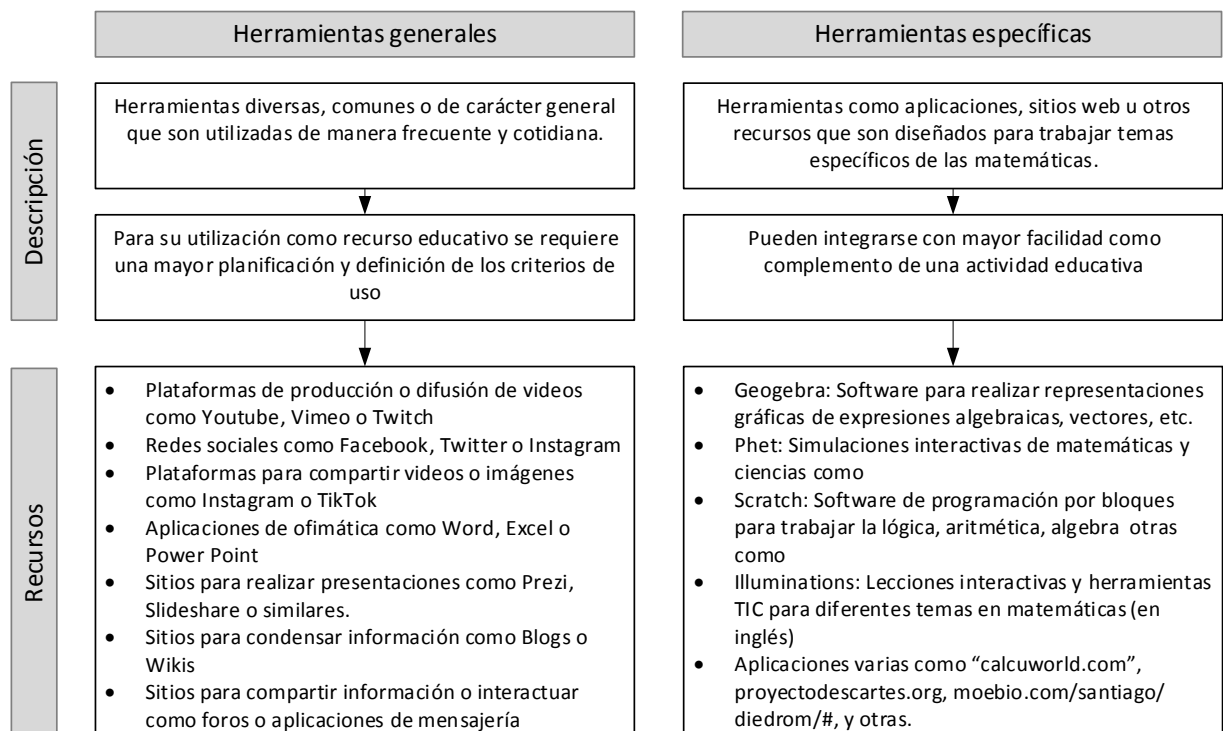 Herramientas generales
Herramientas específicas
Descripción
Herramientas diversas, comunes o de carácter general
que son utilizadas de manera frecuente y cotidiana.
Herramientas como aplicaciones, sitios web u otros
recursos que son diseñados para trabajar temas
específicos de las matemáticas.
Para su utilización como recurso educativo se requiere
una mayor planificación y definición de los criterios de
uso
Pueden integrarse con mayor facilidad como
complemento de una actividad educativa
Recursos
• Plataformas de producción o difusión de videos
como Youtube, Vimeo o Twitch
• Redes sociales como Facebook, Twitter o Instagram
• Plataformas para compartir videos o imágenes
como Instagram o TikTok
• Aplicaciones de ofimática como Word, Excel o
Power Point
• Sitios para realizar presentaciones como Prezi,
Slideshare o similares.
• Sitios para condensar información como Blogs o
Wikis
• Sitios para compartir información o interactuar
como foros o aplicaciones de mensajería
• Geogebra: Software para realizar representaciones
gráficas de expresiones algebraicas, vectores, etc.
• Phet: Simulaciones interactivas de matemáticas y
ciencias como
• Scratch: Software de programación por bloques
para trabajar la lógica, aritmética, algebra otras
como
• Illuminations: Lecciones interactivas y herramientas
TIC para diferentes temas en matemáticas (en
inglés)
• Aplicaciones varias como “calcuworld.com”,
proyectodescartes.org, moebio.com/santiago/
diedrom/#, y otras.